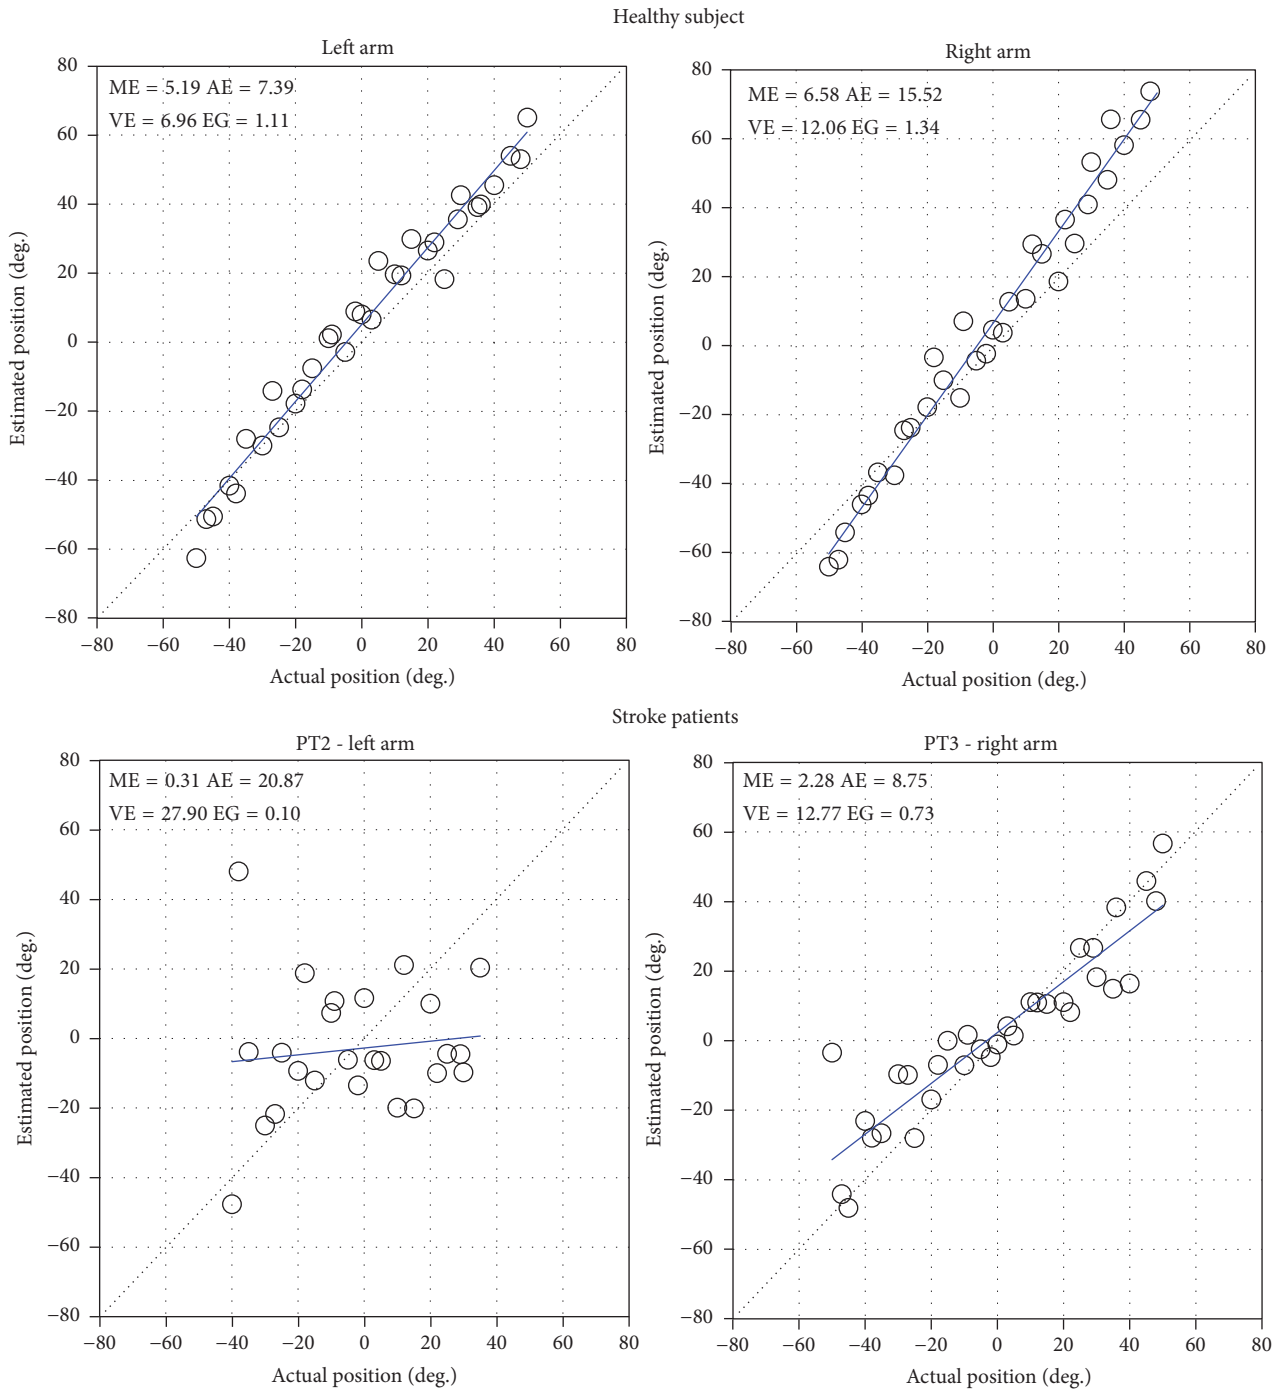 Healthy subject
Left arm
ME = 5.19 AE = 7.39
VE = 6.96 EG = 1.11
80
60
40
20
0
−20
−40
−60
−80
−80 −60 −40 −20 0 20 40 60 80
Estimated position (deg.)
Actual position (deg.)
Right arm
ME = 6.58 AE = 15.52
VE = 12.06 EG = 1.34
80
60
40
20
0
−20
−40
−60
−80
−80 −60 −40 −20 0 20 40 60 80
Estimated position (deg.)
Actual position (deg.)
Stroke patients
PT2 - left arm
ME = 0.31 AE = 20.87
VE = 27.90 EG = 0.10
80
60
40
20
0
−20
−40
−60
−80
−80 −60 −40 −20 0 20 40 60 80
Estimated position (deg.)
Actual position (deg.)
PT3 - right arm
ME = 2.28 AE = 8.75
VE = 12.77 EG = 0.73
80
60
40
20
0
−20
−40
−60
−80
−80 −60 −40 −20 0 20 40 60 80
Estimated position (deg.)
Actual position (deg.)